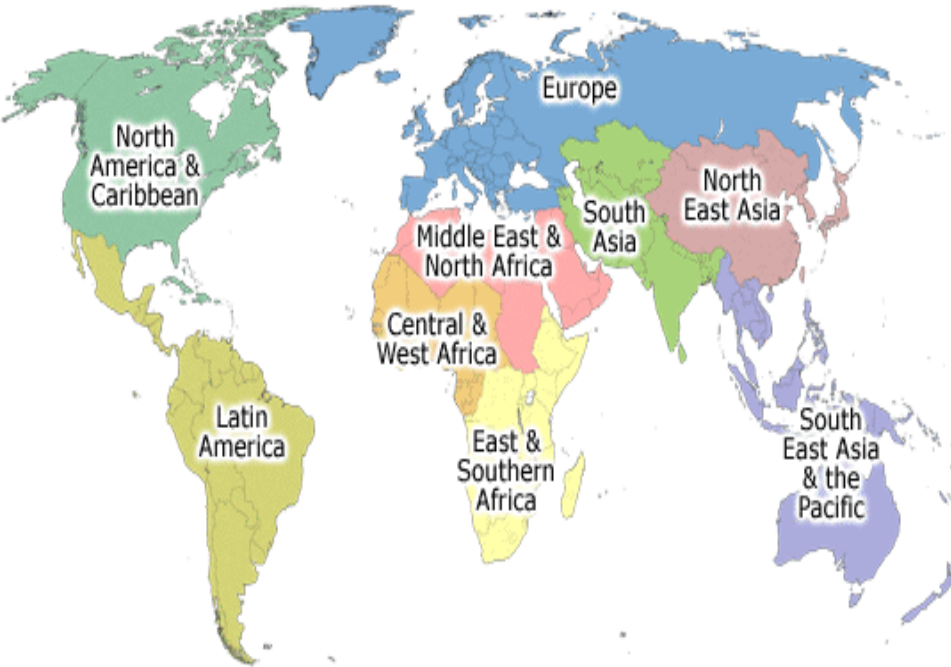 Europe
North
America &
Caribbean
North
East Asia
South
Asia
Middle East &
North Africa
Central &
West Africa
Latin
America
East &
Southern
Africa
South
East Asia
& the
Pacific